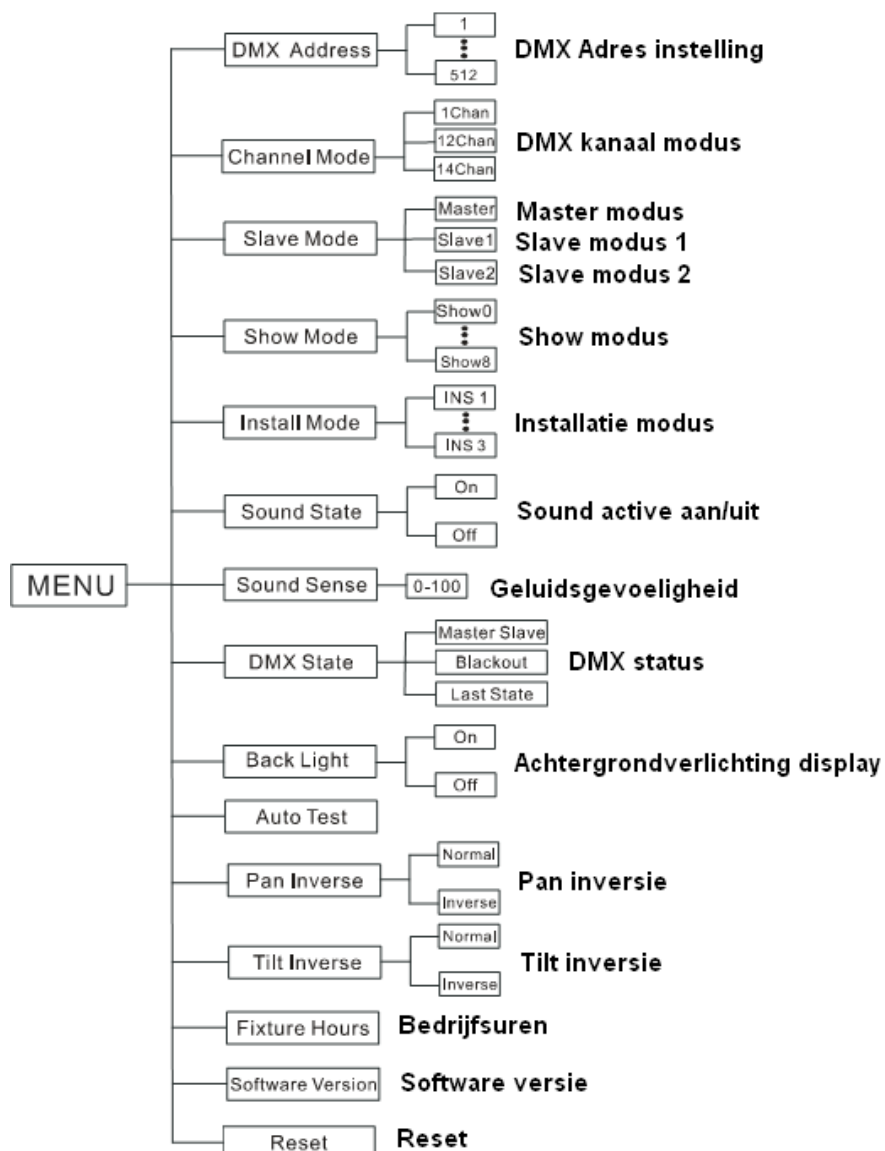 MENU
DMX Address
1
512
DMX Adres instelling
Channel Mode
1Chan
12Chan
14Chan
DMX kanaal modus
Slave Mode
Master
Master modus
Slave1
Slave modus 1
Slave2
Slave modus 2
Show Mode
Show0
Show8
Show modus
Install Mode
INS 1
INS 3
Installatie modus
Sound State
On
Off
Sound active aan/uit
Sound Sense
0-100
Geluidsgevoeligheid
DMX State
Master Slave
Blackout
Last State
DMX status
Back Light
On
Off
Achtergrondverlichting display
Auto Test
Pan Inverse
Normal
Inverse
Pan inversie
Tilt Inverse
Normal
Inverse
Tilt inversie
Fixture Hours
Bedrijfsuren
Software Version
Software versie
Reset
Reset